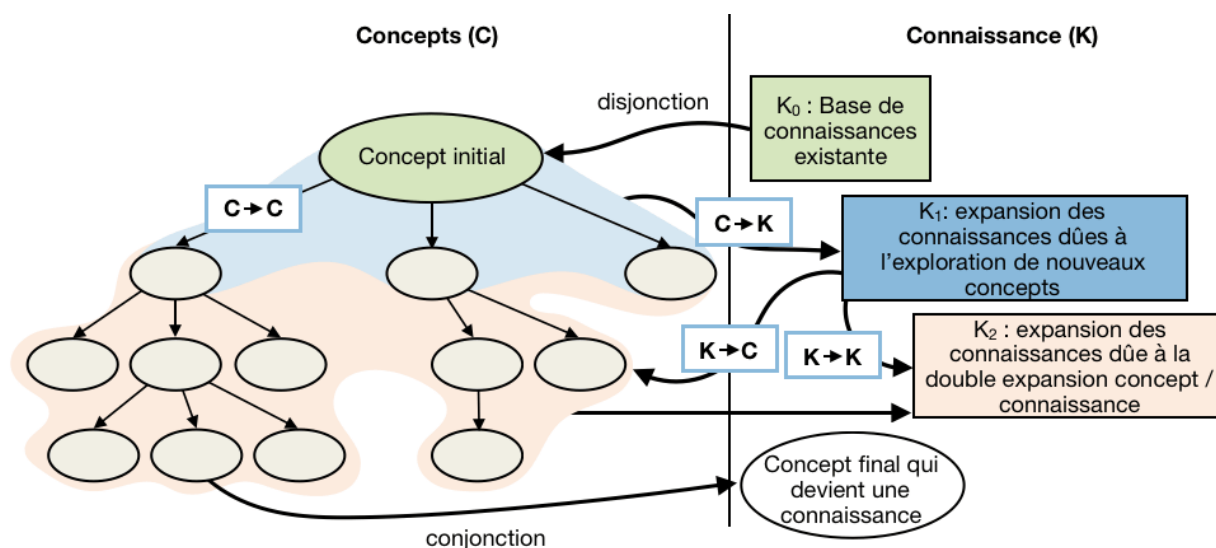 Concepts (C)
Connaissance (K)
disjonction
K₀ : Base de
connaissances
existante
Concept initial
C→C
C→K
K₁: expansion des
connaissances dûes à
l'exploration de nouveaux
concepts
K→C
K→K
K₂ : expansion des
connaissances dûe à la
double expansion concept /
connaissance
Concept final qui
devient une
connaissance
conjonction